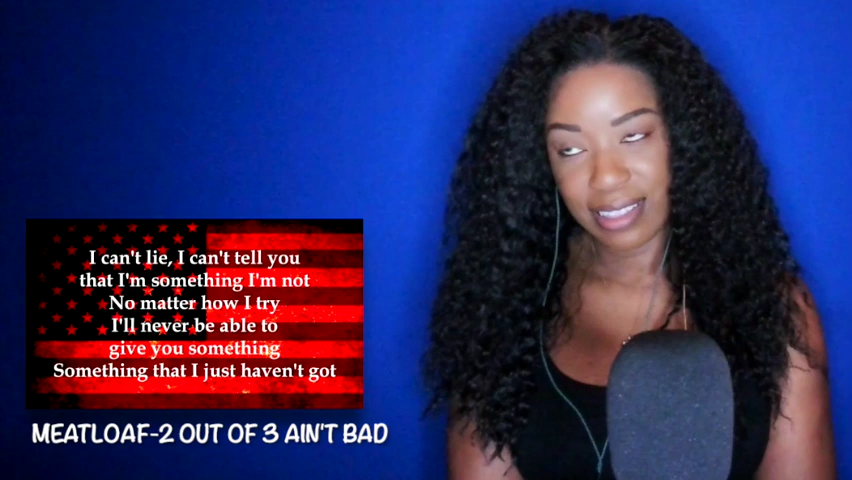 I can't lie, I can't tell you
that I'm something I'm not
No matter how I try
I'll never be able to
give you something
Something that I just haven't got
MEATLOAF-2 OUT OF 3 AIN'T BAD